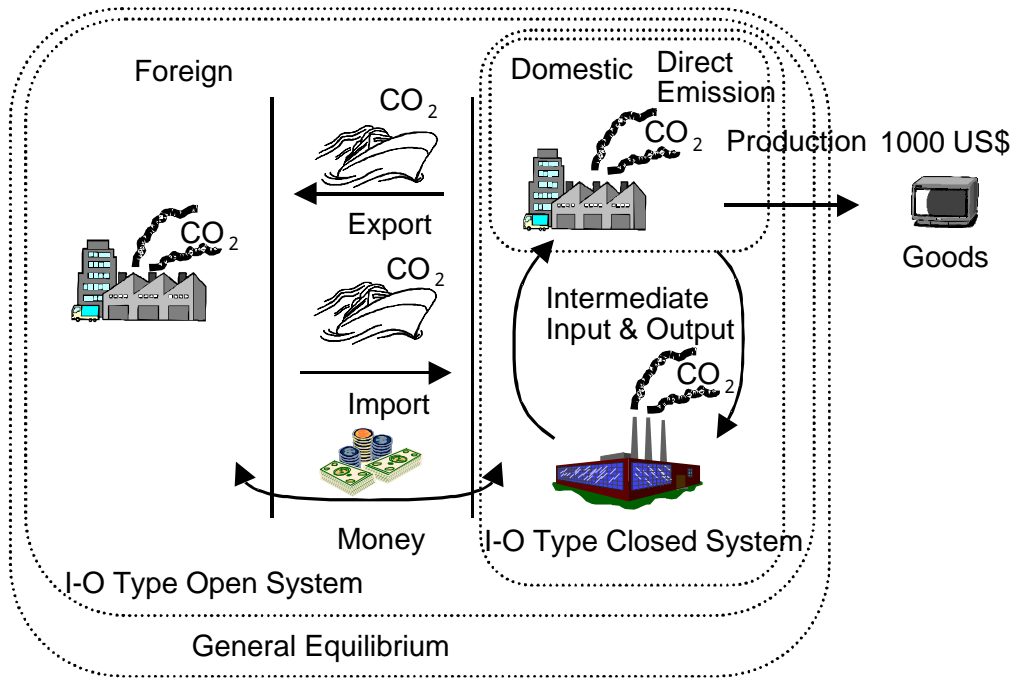 Foreign
CO2
Export
CO2
Import
Money
CO2
Domestic
Direct
Emission
CO2
Production 1000 US$
Goods
Intermediate
Input & Output
CO2
I-O Type Closed System
I-O Type Open System
General Equilibrium